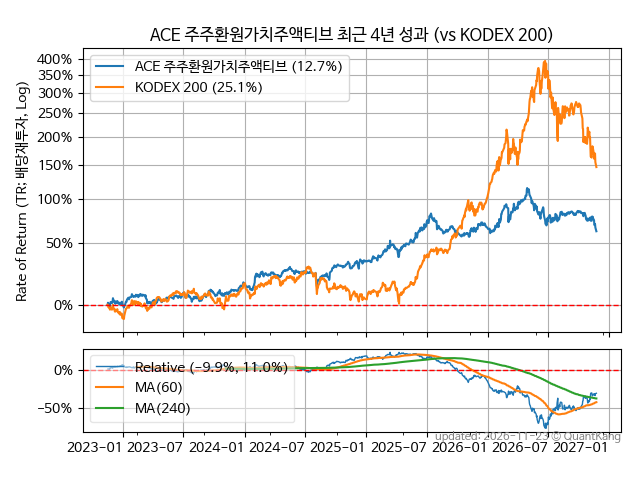 ACE 주주환원가치주액티브 최근 4년 성과 (vs KODEX 200)
Rate of Return (TR; 배당재투자, Log)
400%
350%
300%
250%
200%
150%
100%
50%
0%
ACE 주주환원가치주액티브 (12.7%)
KODEX 200 (25.1%)
0%
−50%
Relative (−9.9%, 11.0%)
MA(60)
MA(240)
updated: 2026-11-23 © QuantKang
2023-01 2023-07 2024-01 2024-07 2025-01 2025-07 2026-01 2026-07 2027-01